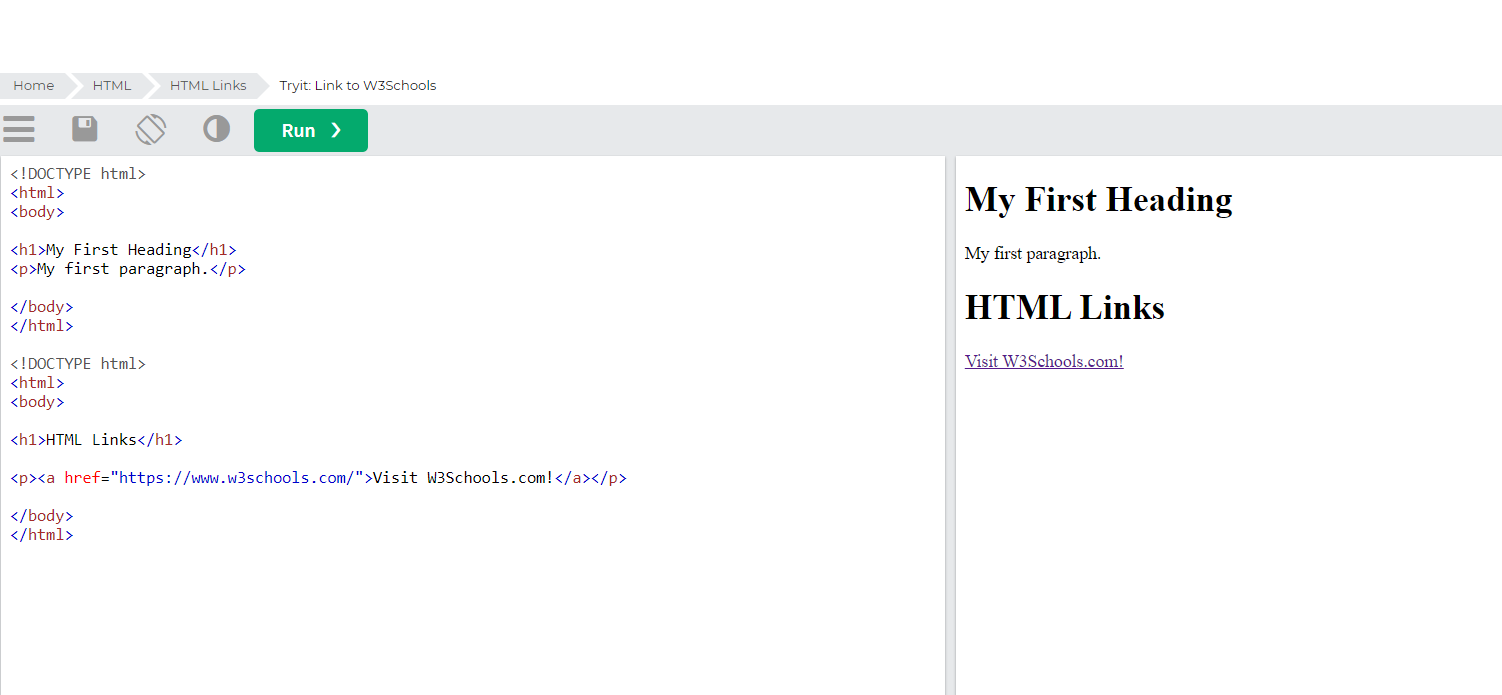 Home HTML HTML Links Tryit: Link to W3Schools
Run ❯
<!DOCTYPE html>
<html>
<body>
<h1>My First Heading</h1>
<p>My first paragraph.</p>
</body>
</html>
<!DOCTYPE html>
<html>
<body>
<h1>HTML Links</h1>
<p><a href="https://www.w3schools.com/">Visit W3Schools.com!</a></p>
</body>
</html>
My First Heading
My first paragraph.
HTML Links
Visit W3Schools.com!